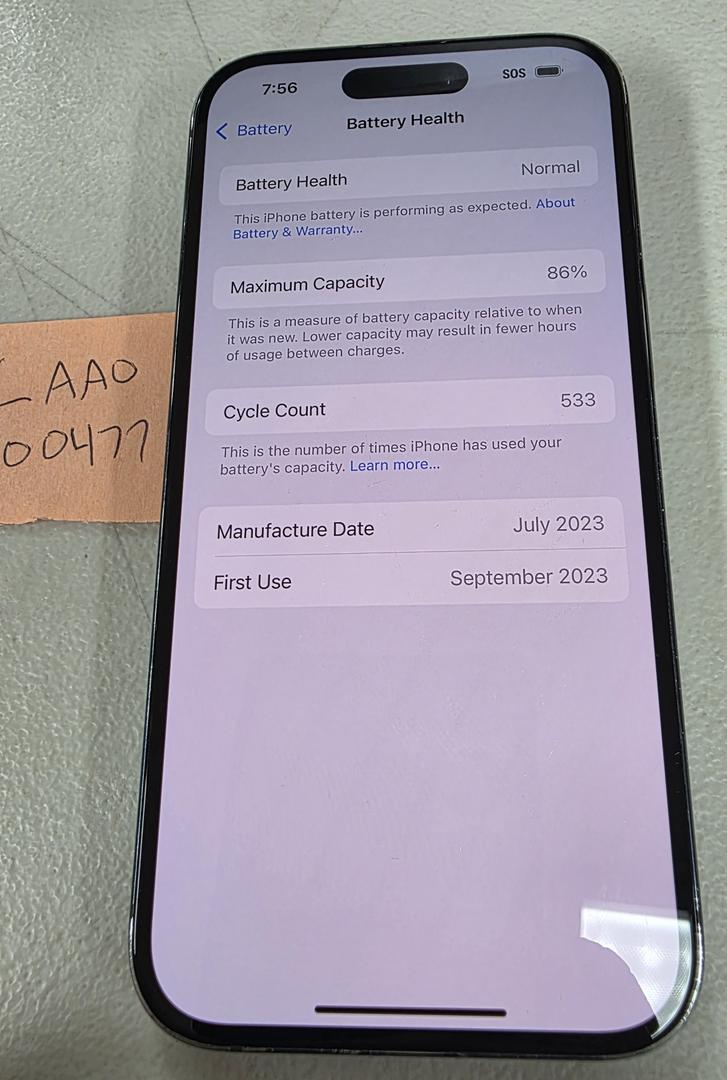 7:56
SOS
Battery
Battery Health
Battery Health
Normal
This iPhone battery is performing as expected. About
Battery & Warranty...
Maximum Capacity
86%
This is a measure of battery capacity relative to when
it was new. Lower capacity may result in fewer hours
of usage between charges.
Cycle Count
533
This is the number of times iPhone has used your
battery's capacity. Learn more...
Manufacture Date
July 2023
First Use
September 2023
AAO
00477